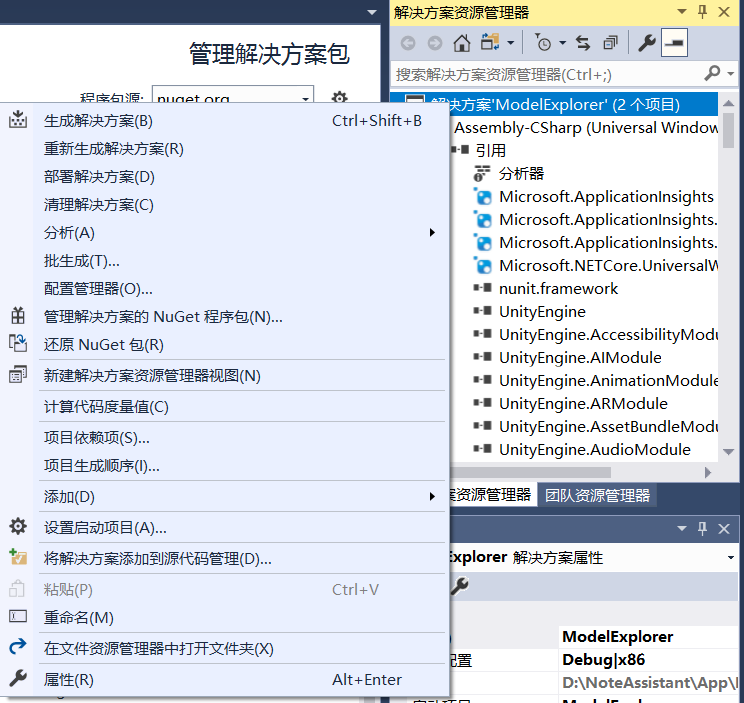 管理解决方案包
程序包源: nuget.org
生成解决方案(B) Ctrl+Shift+B
重新生成解决方案(R)
部署解决方案(D)
清理解决方案(C)
分析(A)
批生成(T)...
配置管理器(O)...
管理解决方案的 NuGet 程序包(N)...
还原 NuGet 包(R)
新建解决方案资源管理器视图(N)
计算代码度量值(C)
项目依赖项(S)...
项目生成顺序(I)...
添加(D)
设置启动项目(A)...
将解决方案添加到源代码管理(D)...
粘贴(P) Ctrl+V
重命名(M)
在文件资源管理器中打开文件夹(X)
属性(R) Alt+Enter
解决方案资源管理器
搜索解决方案资源管理器(Ctrl+;)
解决方案'ModelExplorer' (2 个项目)
Assembly-CSharp (Universal Window
引用
分析器
Microsoft.ApplicationInsights
Microsoft.ApplicationInsights.
Microsoft.ApplicationInsights.
Microsoft.NETCore.UniversalW
nunit.framework
UnityEngine
UnityEngine.AccessibilityModu
UnityEngine.AIModule
UnityEngine.AnimationModule
UnityEngine.ARModule
UnityEngine.AssetBundleModu
UnityEngine.AudioModule
资源管理器 团队资源管理器
Explorer 解决方案属性
ModelExplorer
配置 Debug|x86
D:\NoteAssistant\App\
启动项目 ModelExplorer